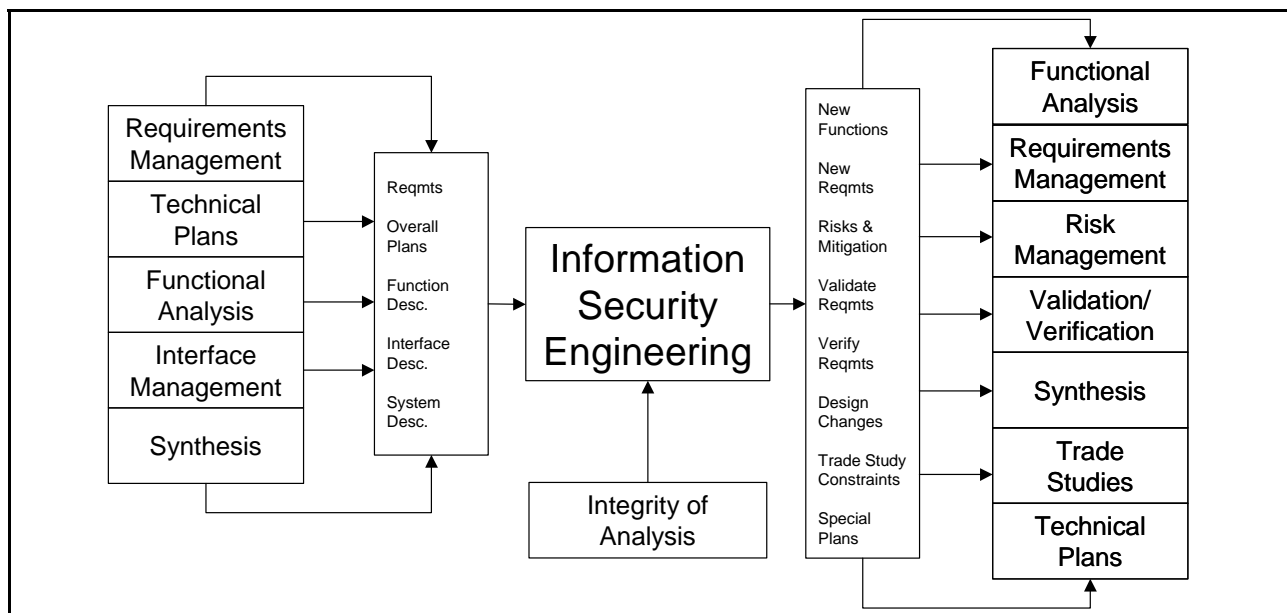 Requirements
Management
Technical
Plans
Functional
Analysis
Interface
Management
Synthesis
Reqmts
Overall
Plans
Function
Desc.
Interface
Desc.
System
Desc.
Information
Security
Engineering
Integrity of
Analysis
New
Functions
New
Reqmts
Risks &
Mitigation
Validate
Reqmts
Verify
Reqmts
Design
Changes
Trade Study
Constraints
Special
Plans
Functional
Analysis
Requirements
Management
Risk
Management
Validation/
Verification
Synthesis
Trade
Studies
Technical
Plans